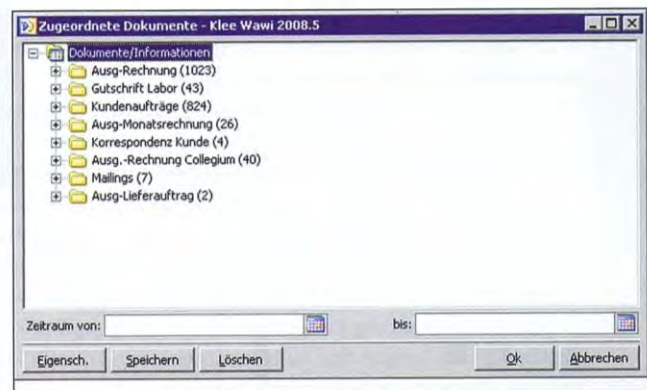 Zugeordnete Dokumente - Klee Wawi 2008.5
Dokumente/Informationen
Ausg-Rechnung (1023)
Gutschrift Labor (43)
Kundenaufträge (824)
Ausg-Monatsrechnung (26)
Korrespondenz Kunde (4)
Ausg.-Rechnung Collegium (40)
Mailings (7)
Ausg-Lieferauftrag (2)
Zeitraum von: bis:
Eigensch. Speichern Löschen Ok Abbrechen